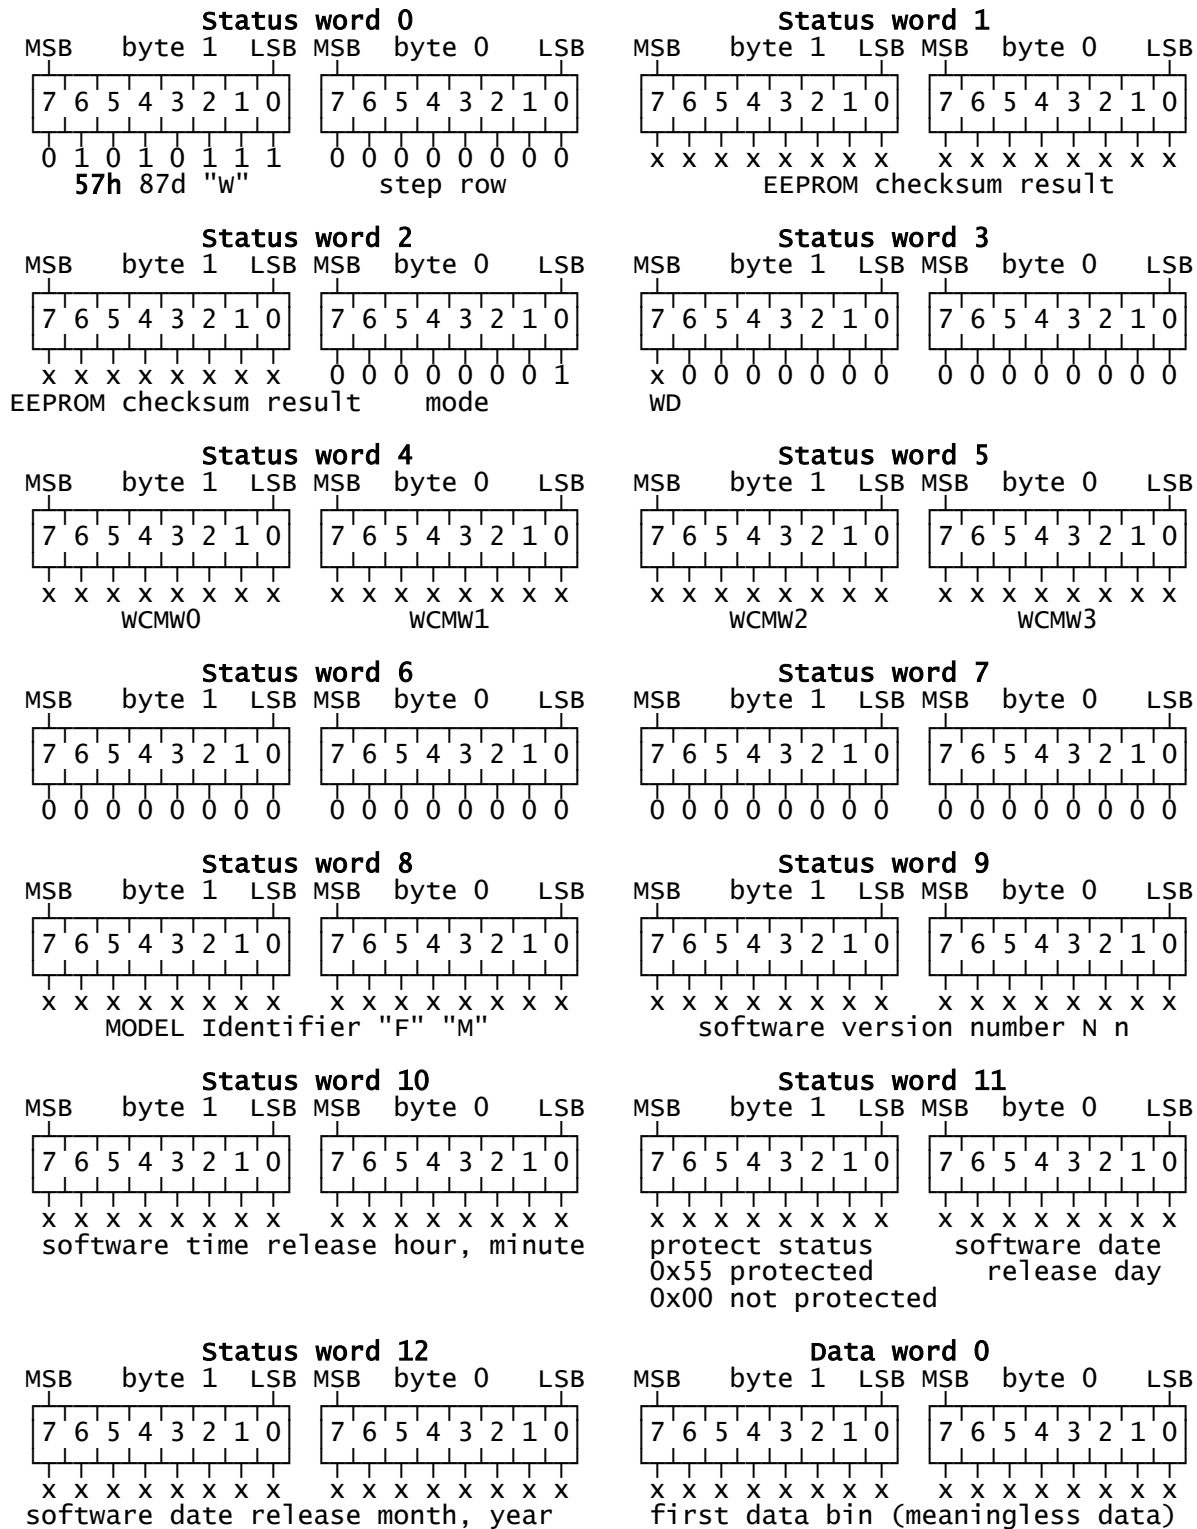 Status word 0 Status word 1
MSB byte 1 LSB MSB byte 0 LSB MSB byte 1 LSB MSB byte 0 LSB
7 6 5 4 3 2 1 0 7 6 5 4 3 2 1 0 7 6 5 4 3 2 1 0 7 6 5 4 3 2 1 0
0 1 0 1 0 1 1 1 0 0 0 0 0 0 0 0 x x x x x x x x x x x x x x x x
57h 87d "W" step row EEPROM checksum result
Status word 2 Status word 3
MSB byte 1 LSB MSB byte 0 LSB MSB byte 1 LSB MSB byte 0 LSB
7 6 5 4 3 2 1 0 7 6 5 4 3 2 1 0 7 6 5 4 3 2 1 0 7 6 5 4 3 2 1 0
x x x x x x x x 0 0 0 0 0 0 0 1 x 0 0 0 0 0 0 0 0 0 0 0 0 0 0 0
EEPROM checksum result mode WD
Status word 4 Status word 5
MSB byte 1 LSB MSB byte 0 LSB MSB byte 1 LSB MSB byte 0 LSB
7 6 5 4 3 2 1 0 7 6 5 4 3 2 1 0 7 6 5 4 3 2 1 0 7 6 5 4 3 2 1 0
x x x x x x x x x x x x x x x x x x x x x x x x x x x x x x x x
WCMW0 WCMW1 WCMW2 WCMW3
Status word 6 Status word 7
MSB byte 1 LSB MSB byte 0 LSB MSB byte 1 LSB MSB byte 0 LSB
7 6 5 4 3 2 1 0 7 6 5 4 3 2 1 0 7 6 5 4 3 2 1 0 7 6 5 4 3 2 1 0
0 0 0 0 0 0 0 0 0 0 0 0 0 0 0 0 0 0 0 0 0 0 0 0 0 0 0 0 0 0 0 0
Status word 8 Status word 9
MSB byte 1 LSB MSB byte 0 LSB MSB byte 1 LSB MSB byte 0 LSB
7 6 5 4 3 2 1 0 7 6 5 4 3 2 1 0 7 6 5 4 3 2 1 0 7 6 5 4 3 2 1 0
x x x x x x x x x x x x x x x x x x x x x x x x x x x x x x x x
MODEL Identifier "F" "M" software version number N n
Status word 10 Status word 11
MSB byte 1 LSB MSB byte 0 LSB MSB byte 1 LSB MSB byte 0 LSB
7 6 5 4 3 2 1 0 7 6 5 4 3 2 1 0 7 6 5 4 3 2 1 0 7 6 5 4 3 2 1 0
x x x x x x x x x x x x x x x x x x x x x x x x x x x x x x x x
software time release hour, minute protect status software date
0x55 protected release day
0x00 not protected
Status word 12 Data word 0
MSB byte 1 LSB MSB byte 0 LSB MSB byte 1 LSB MSB byte 0 LSB
7 6 5 4 3 2 1 0 7 6 5 4 3 2 1 0 7 6 5 4 3 2 1 0 7 6 5 4 3 2 1 0
x x x x x x x x x x x x x x x x x x x x x x x x x x x x x x x x
software date release month, year first data bin (meaningless data)